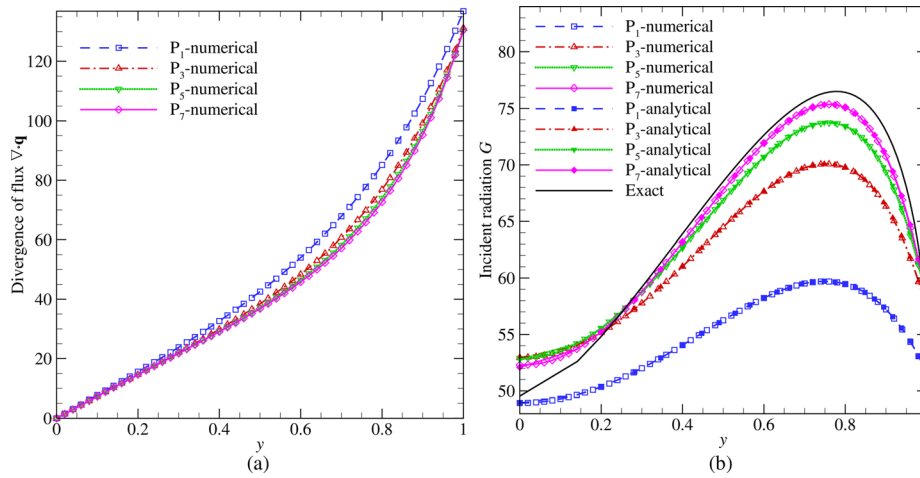 P1-numerical
P3-numerical
P5-numerical
P7-numerical
Divergence of flux ∇·q
0
20
40
60
80
100
120
0
0.2
0.4
0.6
0.8
1
y
(a)
P1-numerical
P3-numerical
P5-numerical
P7-numerical
P1-analytical
P3-analytical
P5-analytical
P7-analytical
Exact
Incident radiation G
50
55
60
65
70
75
80
0.2
0.4
0.6
0.8
y
(b)